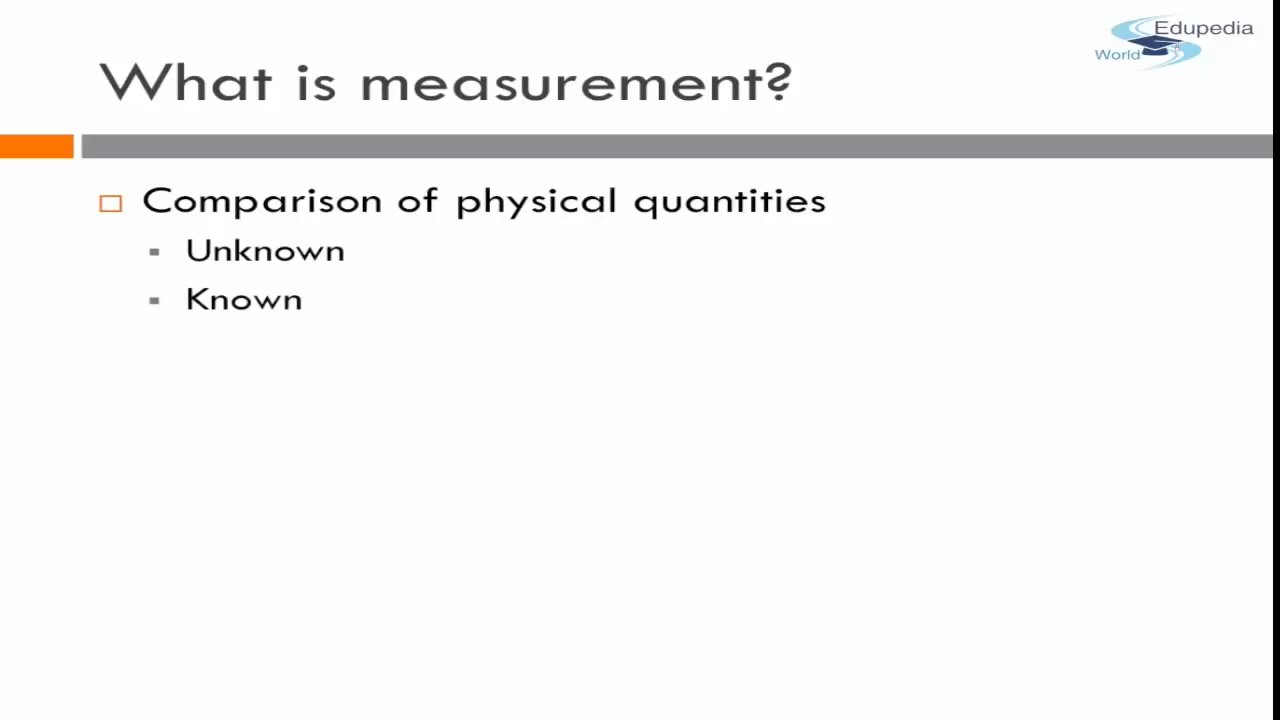 Edupedia
World
What is measurement?
Comparison of physical quantities
Unknown
Known